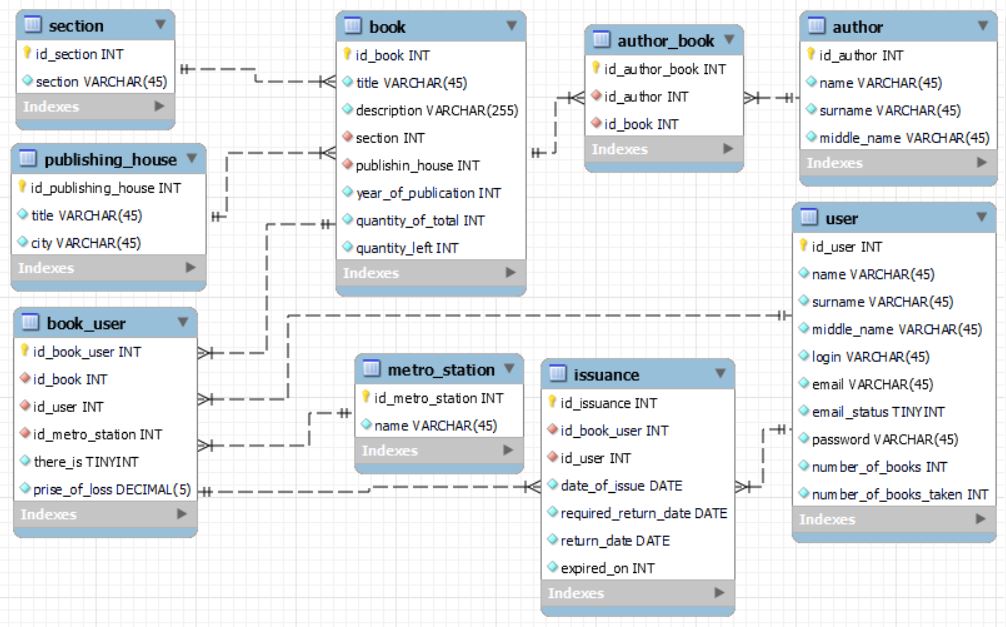 section
id_section INT
section VARCHAR(45)
Indexes
publishing_house
id_publishing_house INT
title VARCHAR(45)
city VARCHAR(45)
Indexes
book_user
id_book_user INT
id_book INT
id_user INT
id_metro_station INT
there_is TINYINT
prise_of_loss DECIMAL(5)
Indexes
book
id_book INT
title VARCHAR(45)
description VARCHAR(255)
section INT
publishin_house INT
year_of_publication INT
quantity_of_total INT
quantity_left INT
Indexes
metro_station
id_metro_station INT
name VARCHAR(45)
Indexes
author_book
id_author_book INT
id_author INT
id_book INT
Indexes
issuance
id_issuance INT
id_book_user INT
id_user INT
date_of_issue DATE
required_return_date DATE
return_date DATE
expired_on INT
Indexes
author
id_author INT
name VARCHAR(45)
surname VARCHAR(45)
middle_name VARCHAR(45)
Indexes
user
id_user INT
name VARCHAR(45)
surname VARCHAR(45)
middle_name VARCHAR(45)
login VARCHAR(45)
email VARCHAR(45)
email_status TINYINT
password VARCHAR(45)
number_of_books INT
number_of_books_taken INT
Indexes